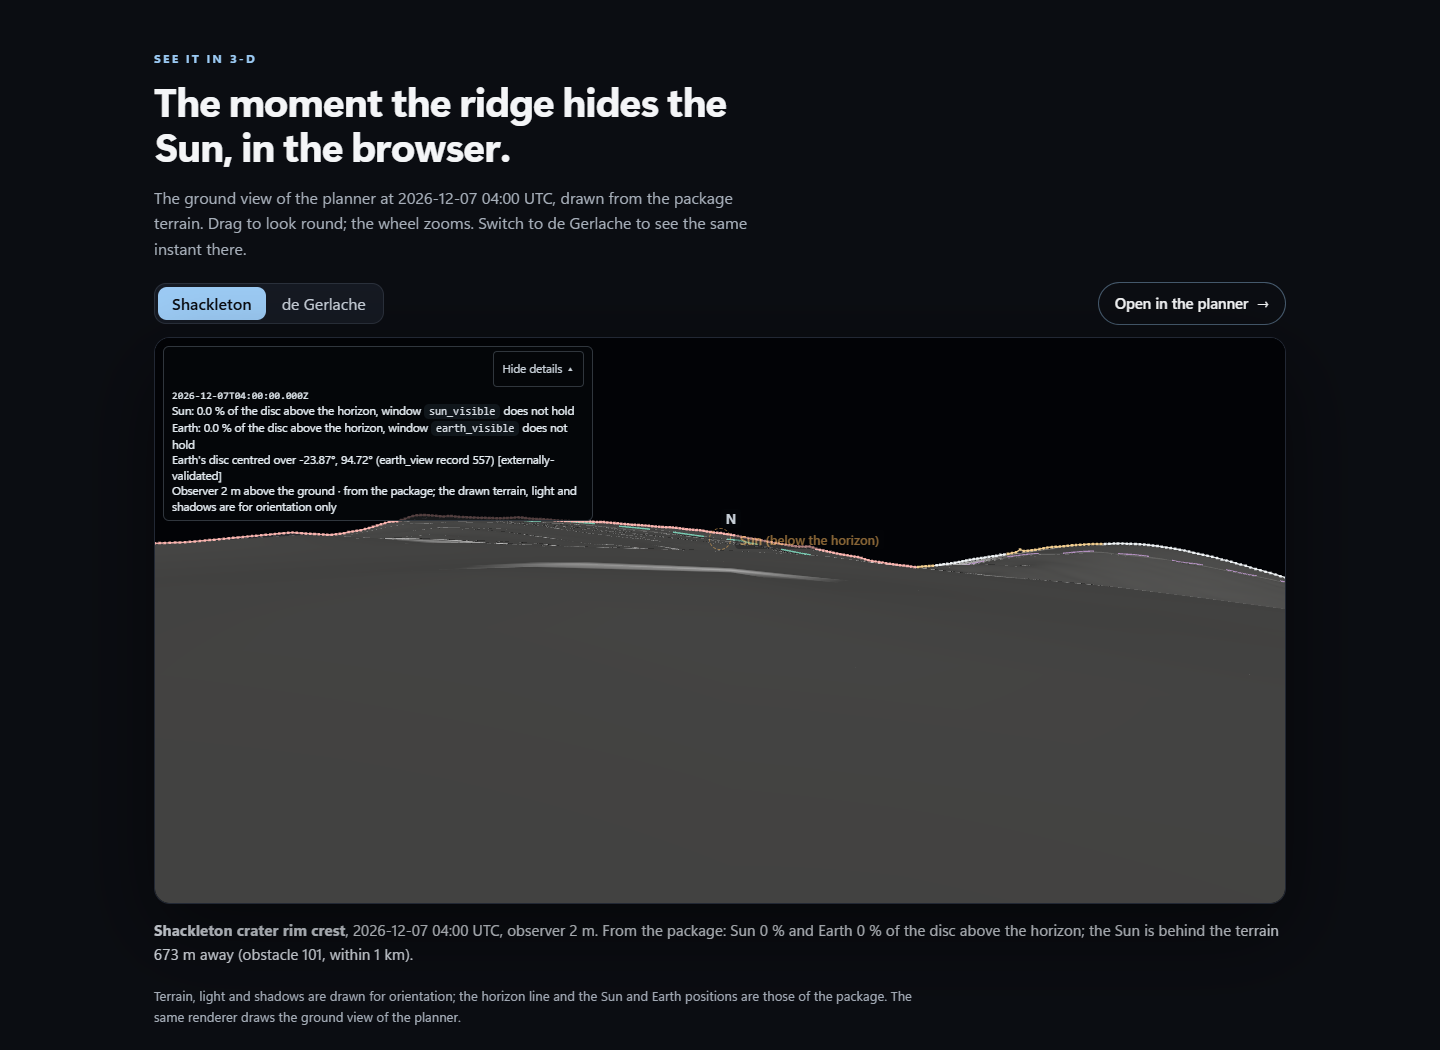 SEE IT IN 3-D
The moment the ridge hides the
Sun, in the browser.
The ground view of the planner at 2026-12-07 04:00 UTC, drawn from the package
terrain. Drag to look round; the wheel zooms. Switch to de Gerlache to see the same
instant there.
Shackleton de Gerlache Open in the planner →
Hide details ▲
2026-12-07T04:00:00.000Z
Sun: 0.0 % of the disc above the horizon, window sun_visible does not hold
Earth: 0.0 % of the disc above the horizon, window earth_visible does not
hold
Earth's disc centred over -23.87°, 94.72° (earth_view record 557) [externally-
validated]
Observer 2 m above the ground · from the package; the drawn terrain, light and
shadows are for orientation only
N
Sun (below the horizon)
Shackleton crater rim crest, 2026-12-07 04:00 UTC, observer 2 m. From the package: Sun 0 % and Earth 0 % of the disc above the horizon; the Sun is behind the terrain
673 m away (obstacle 101, within 1 km).
Terrain, light and shadows are drawn for orientation; the horizon line and the Sun and Earth positions are those of the package. The
same renderer draws the ground view of the planner.